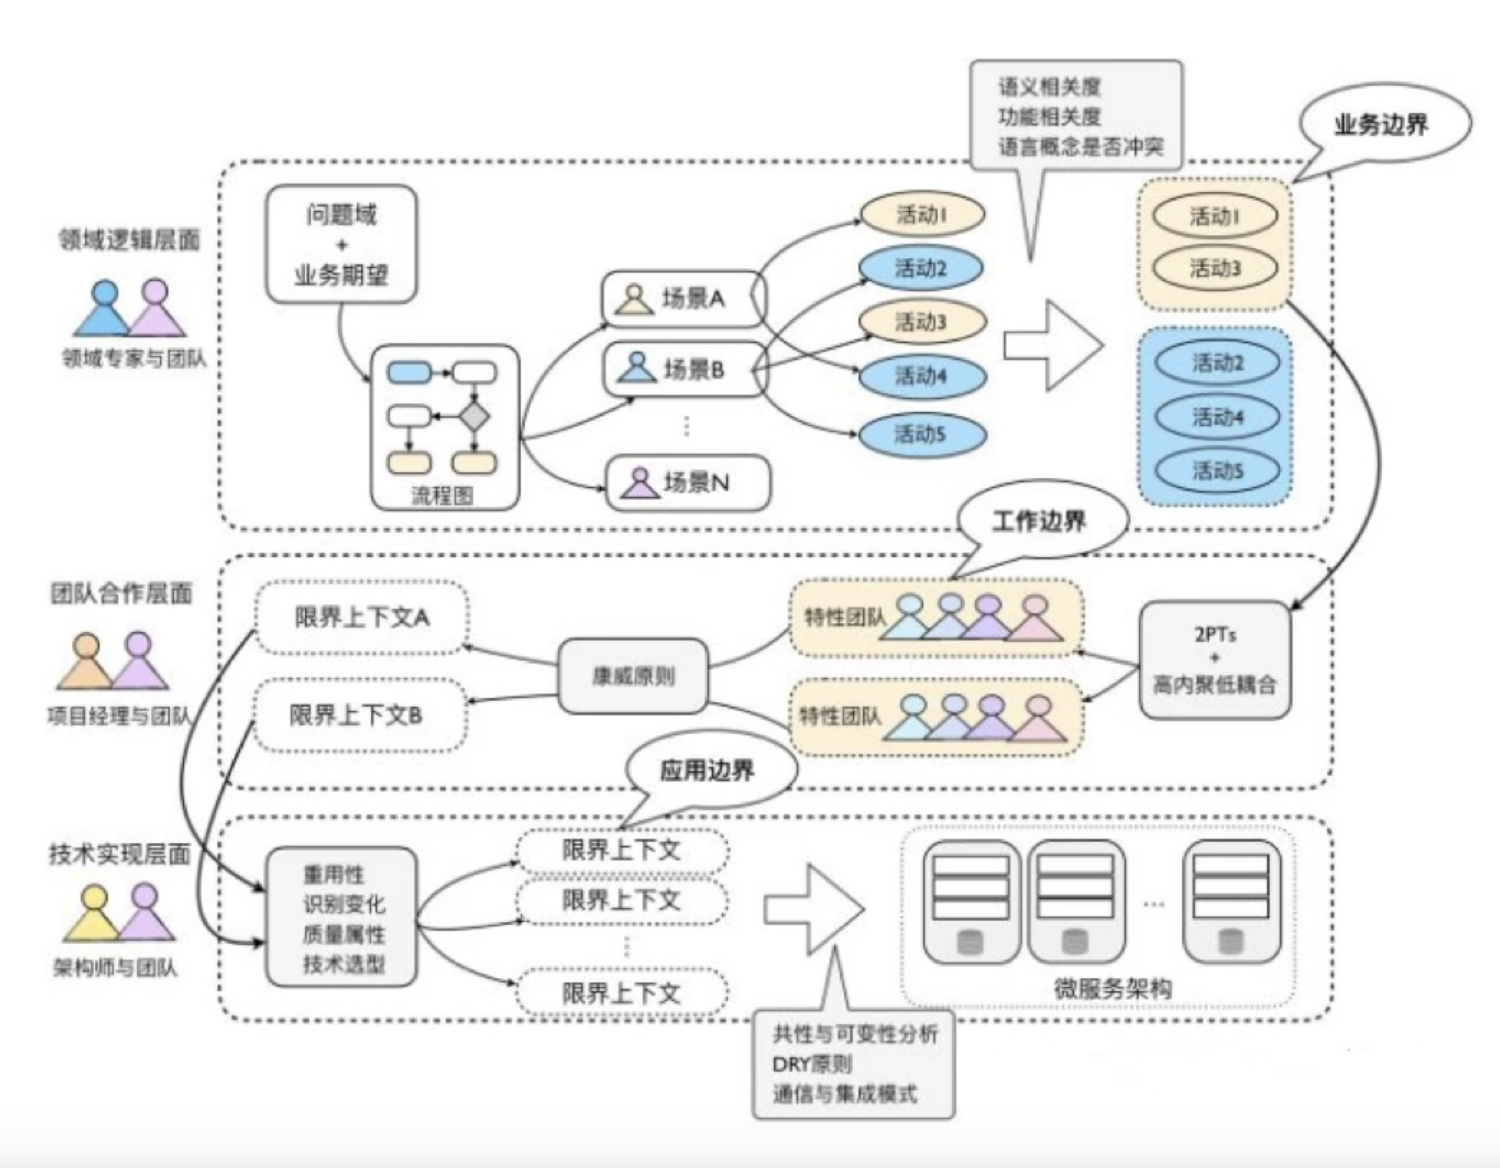 语义相关度
功能相关度
语言概念是否冲突
业务边界
领域逻辑层面
领域专家与团队
问题域
+
业务期望
流程图
场景A
场景B
场景N
活动1
活动2
活动3
活动4
活动5
活动1
活动3
活动2
活动4
活动5
工作边界
团队合作层面
项目经理与团队
限界上下文A
限界上下文B
康威原则
特性团队
特性团队
2PTs
+
高内聚低耦合
应用边界
技术实现层面
架构师与团队
重用性
识别变化
质量属性
技术选型
限界上下文
限界上下文
限界上下文
...
微服务架构
共性与可变性分析
DRY原则
通信与集成模式